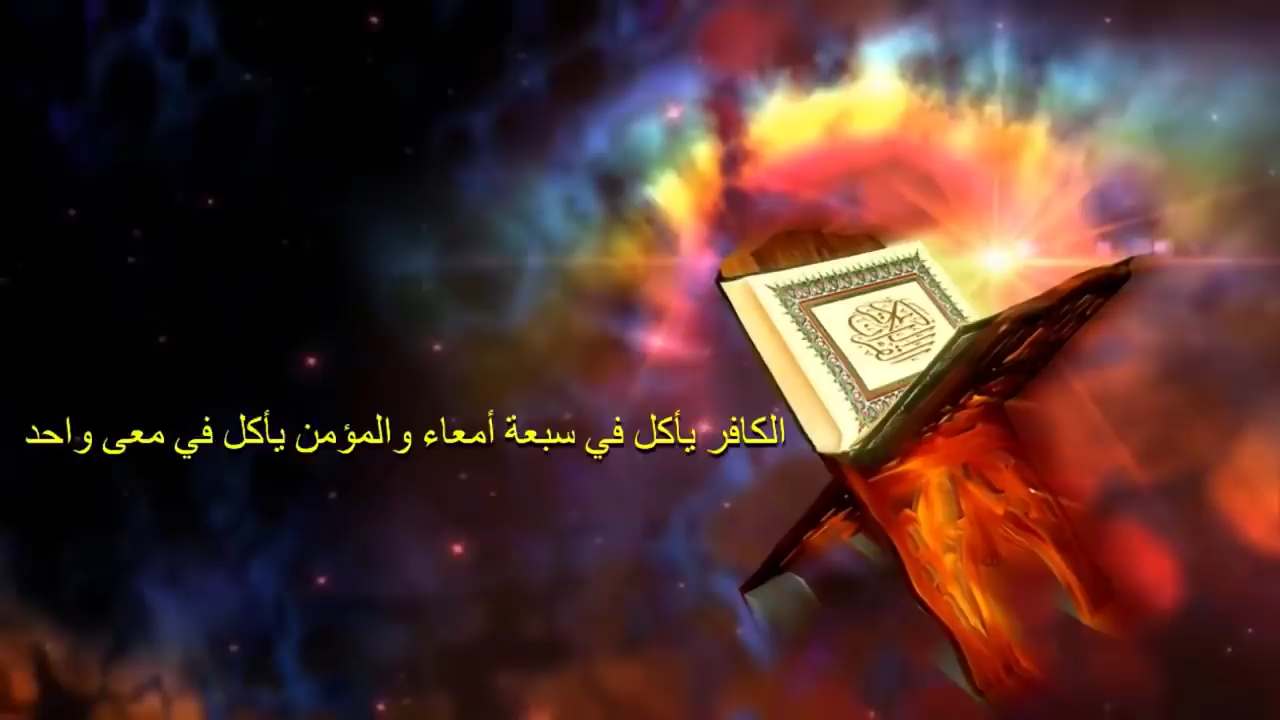 الكافر يأكل في سبعة أمعاء والمؤمن يأكل في معى واحد